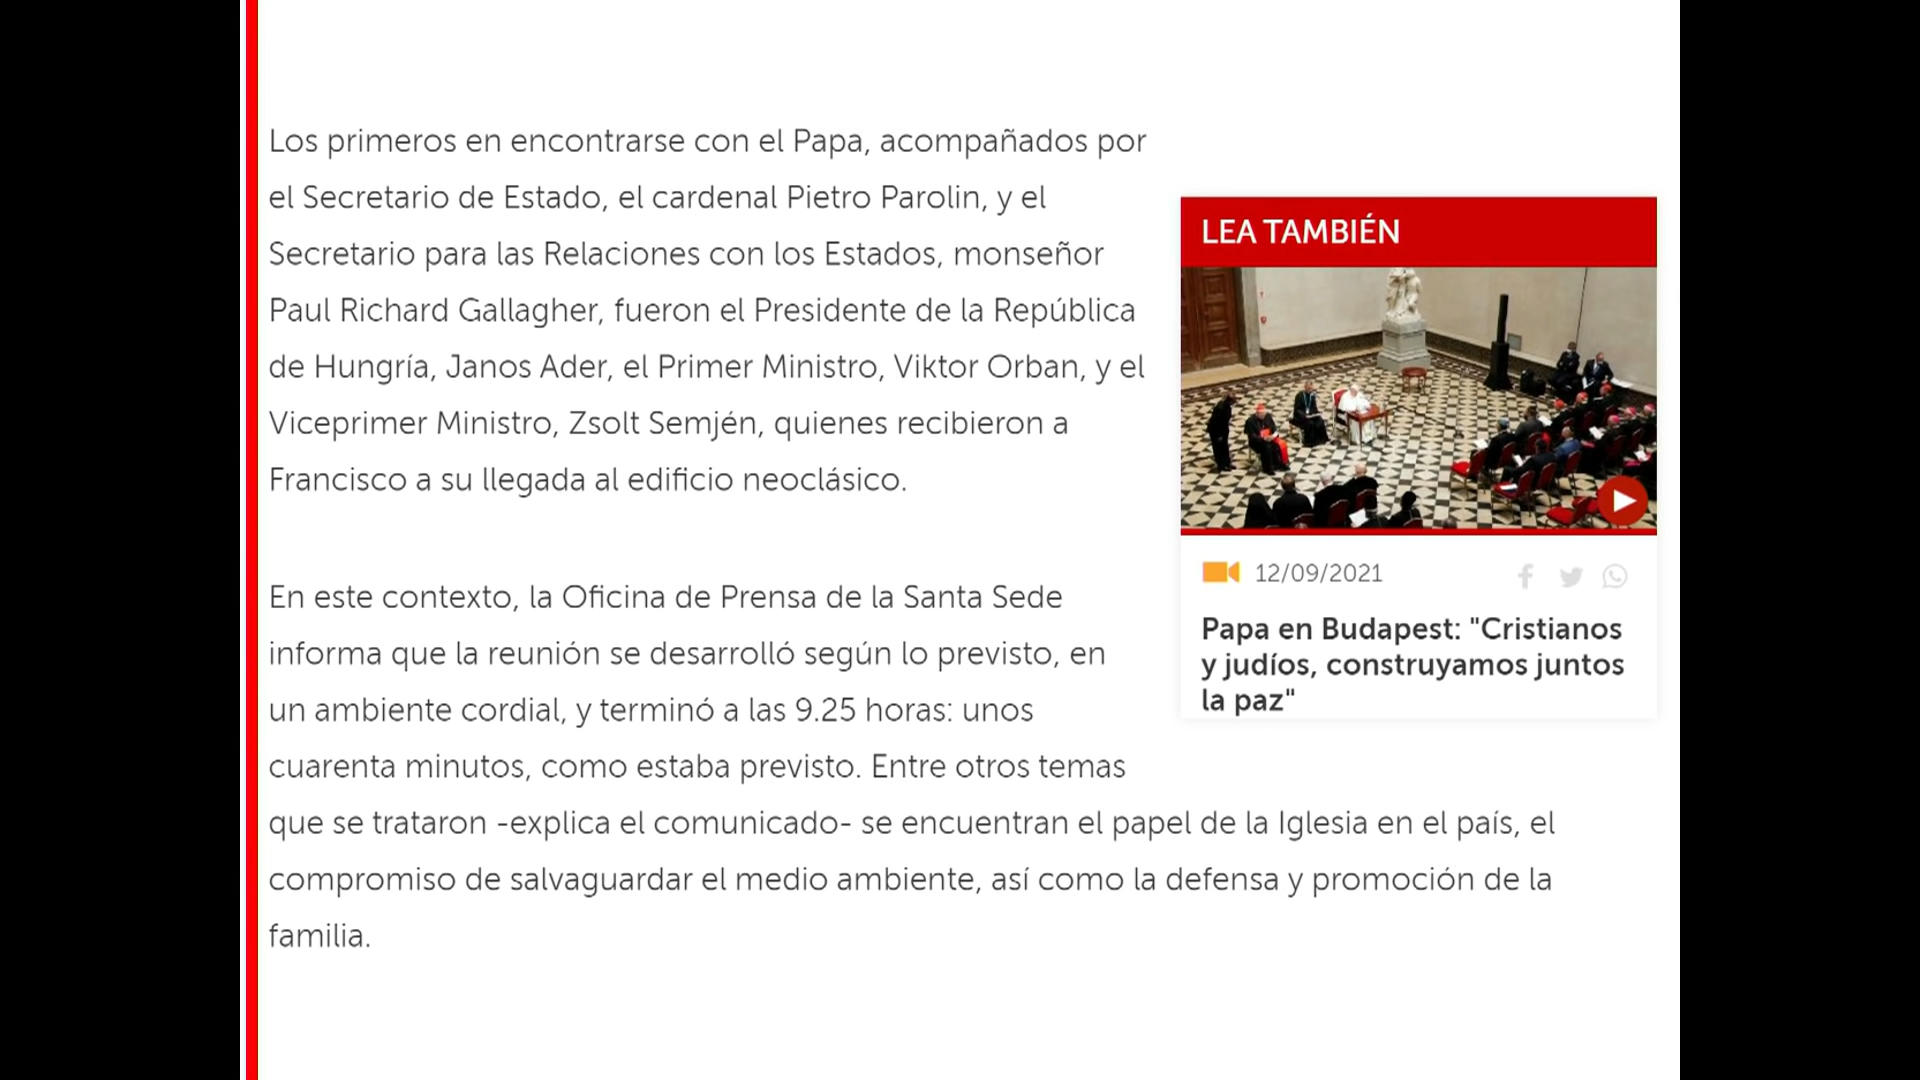 Los primeros en encontrarse con el Papa, acompañados por
el Secretario de Estado, el cardenal Pietro Parolin, y el
Secretario para las Relaciones con los Estados, monseñor
Paul Richard Gallagher, fueron el Presidente de la República
de Hungría, Janos Ader, el Primer Ministro, Viktor Orban, y el
Viceprimer Ministro, Zsolt Semjén, quienes recibieron a
Francisco a su llegada al edificio neoclásico.
En este contexto, la Oficina de Prensa de la Santa Sede
informa que la reunión se desarrolló según lo previsto, en
un ambiente cordial, y terminó a las 9.25 horas: unos
cuarenta minutos, como estaba previsto. Entre otros temas
que se trataron -explica el comunicado- se encuentran el papel de la Iglesia en el país, el
compromiso de salvaguardar el medio ambiente, así como la defensa y promoción de la
familia.
LEA TAMBIÉN
12/09/2021
Papa en Budapest: "Cristianos
y judíos, construyamos juntos
la paz"